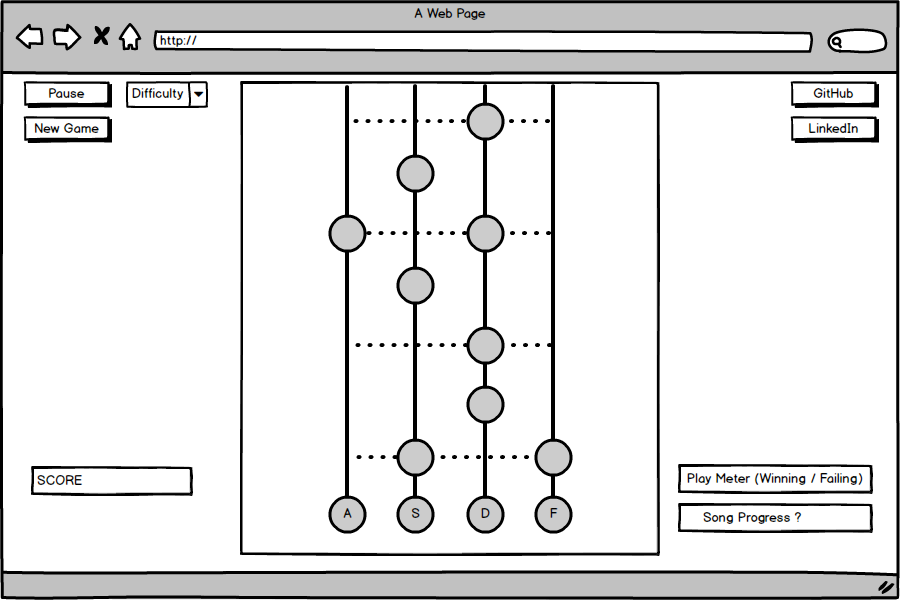 A Web Page
http://
Pause
Difficulty
GitHub
New Game
LinkedIn
SCORE
Play Meter (Winning / Failing)
Song Progress ?
A S D F